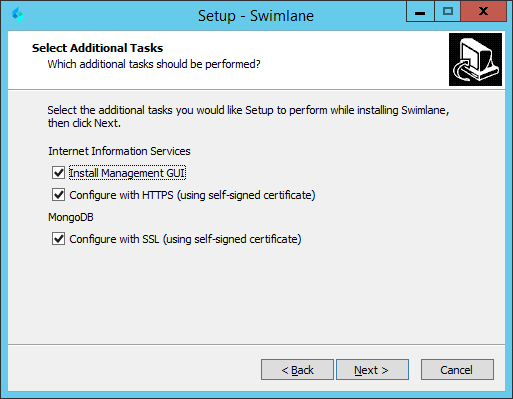 Setup - Swimlane
Select Additional Tasks
Which additional tasks should be performed?
Select the additional tasks you would like Setup to perform while installing Swimlane,
then click Next.
Internet Information Services
Install Management GUI
Configure with HTTPS (using self-signed certificate)
MongoDB
Configure with SSL (using self-signed certificate)
< Back
Next >
Cancel